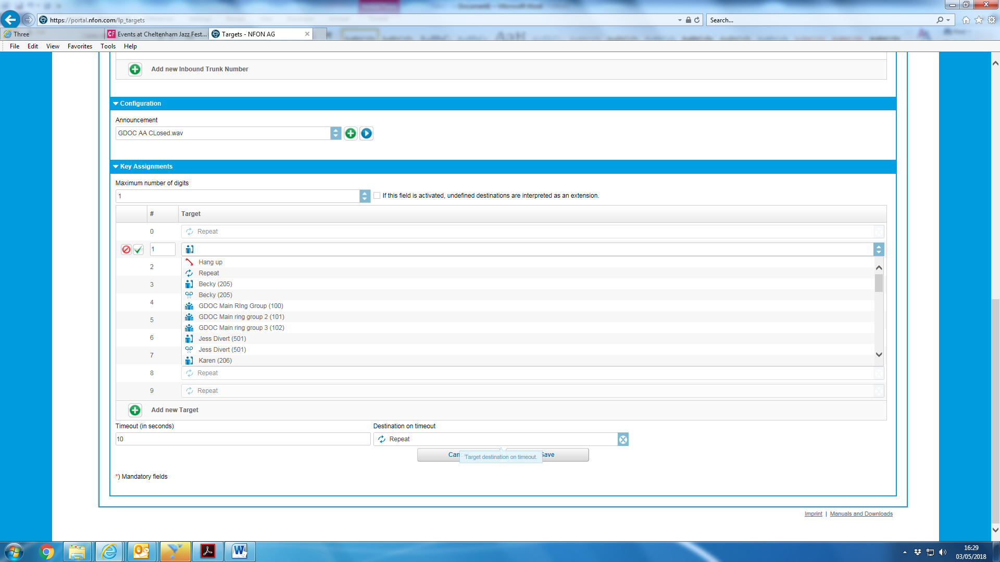 https://portal.nfon.com/lp_targets
Search...
Three
Events at Cheltenham Jazz Fest...
Targets - NFON AG
File Edit View Favorites Tools Help
Add new Inbound Trunk Number
Configuration
Announcement
GDOC AA CLosed.wav
Key Assignments
Maximum number of digits
1
If this field is activated, undefined destinations are interpreted as an extension.
# Target
0 Repeat
1
Hang up
2
Repeat
3 Becky (205)
Becky (205)
4 GDOC Main RIng Group (100)
GDOC Main ring group 2 (101)
5
GDOC Main ring group 3 (102)
6 Jess Divert (501)
Jess Divert (501)
7
Karen (206)
8 Repeat
9 Repeat
Add new Target
Timeout (in seconds) Destination on timeout
10 Repeat
Target destination on timeout.
*) Mandatory fields
Imprint | Manuals and Downloads
16:29
03/05/2018